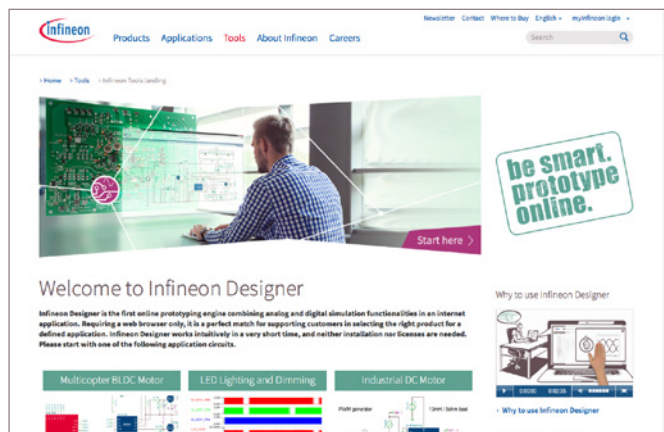 Newsletter Contact Where to Buy English myInfineon login
infineon
Products Applications Tools About Infineon Careers
Search
> Home > Tools > Infineon Tools landing
be smart.
prototype
online.
Start here >
Welcome to Infineon Designer
Why to use Infineon Designer
Infineon Designer is the first online prototyping engine combining analog and digital simulation functionalities in an internet
application. Requiring a web browser only, it is a perfect match for supporting customers in selecting the right product for a
defined application. Infineon Designer works intuitively in a very short time, and neither installation nor licenses are needed.
Please start with one of the following application circuits.
Multicopter BLDC Motor LED Lighting and Dimming Industrial DC Motor
PWM generator
› Why to use Infineon Designer